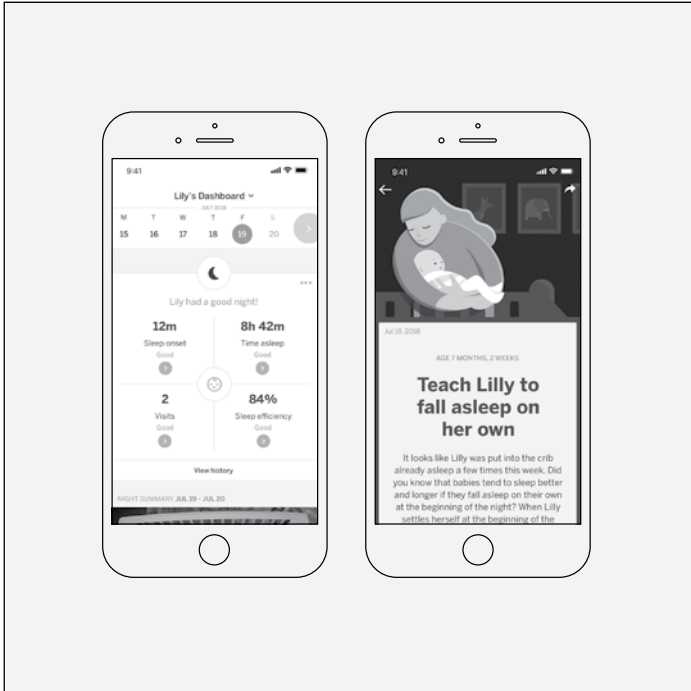 9:41
Lily's Dashboard
JULY 2018
M T W T F S
15 16 17 18 19 20
Lily had a good night!
12m
Sleep onset
Good
8h 42m
Time asleep
Good
2
Visits
Good
84%
Sleep efficiency
Good
View history
NIGHT SUMMARY JUL 19 - JUL 20
9:41
Jul 19, 2018
AGE 7 MONTHS, 2 WEEKS
Teach Lilly to
fall asleep on
her own
It looks like Lilly was put into the crib
already asleep a few times this week. Did
you know that babies tend to sleep better
and longer if they fall asleep on their own
at the beginning of the night? When Lilly
settles herself at the beginning of the